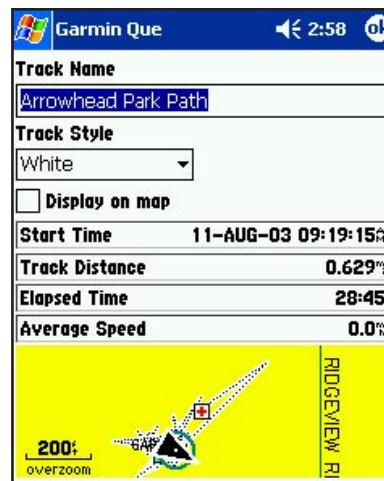 Garmin Que 2:58 ok
Track Name
Arrowhead Park Path
Track Style
White
Display on map
Start Time 11-AUG-03 09:19:15
Track Distance 0.629
Elapsed Time 28:45
Average Speed 0.0
RIDGEVIEW
200
overzoom